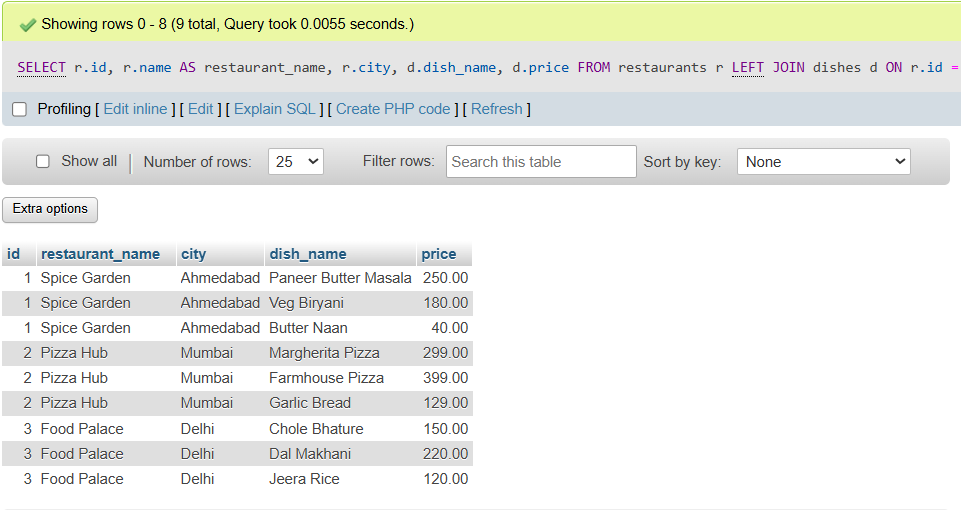 Showing rows 0 - 8 (9 total, Query took 0.0055 seconds.)
SELECT r.id, r.name AS restaurant_name, r.city, d.dish_name, d.price FROM restaurants r LEFT JOIN dishes d ON r.id =
Profiling [ Edit inline ] [ Edit ] [ Explain SQL ] [ Create PHP code ] [ Refresh ]
Show all | Number of rows: 25 Filter rows: Search this table Sort by key: None
Extra options
id restaurant_name city dish_name price
1 Spice Garden Ahmedabad Paneer Butter Masala 250.00
1 Spice Garden Ahmedabad Veg Biryani 180.00
1 Spice Garden Ahmedabad Butter Naan 40.00
2 Pizza Hub Mumbai Margherita Pizza 299.00
2 Pizza Hub Mumbai Farmhouse Pizza 399.00
2 Pizza Hub Mumbai Garlic Bread 129.00
3 Food Palace Delhi Chole Bhature 150.00
3 Food Palace Delhi Dal Makhani 220.00
3 Food Palace Delhi Jeera Rice 120.00